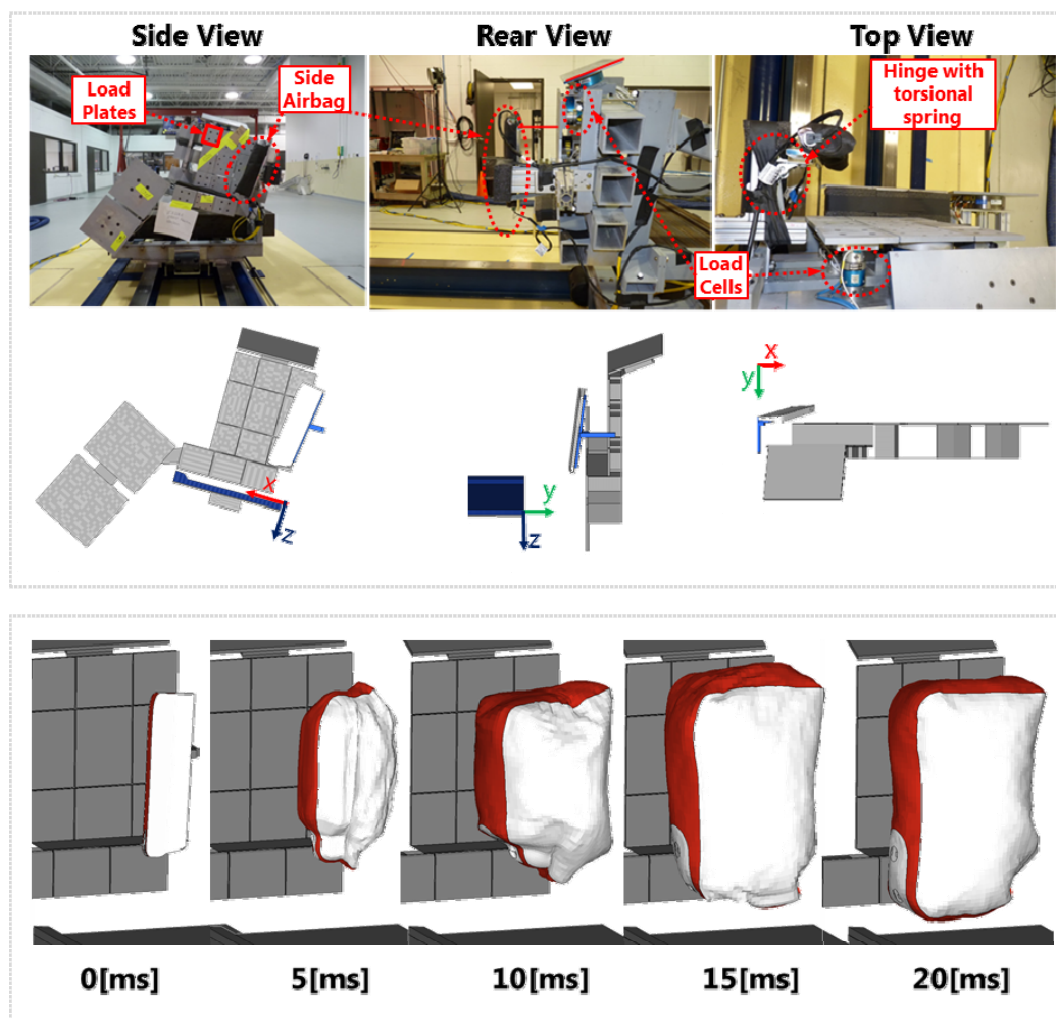 Side View
Rear View
Top View
Load
Plates
Side
Airbag
Hinge with
torsional
spring
Load
Cells
x
z
y
z
x
y
0[ms]
5[ms]
10[ms]
15[ms]
20[ms]